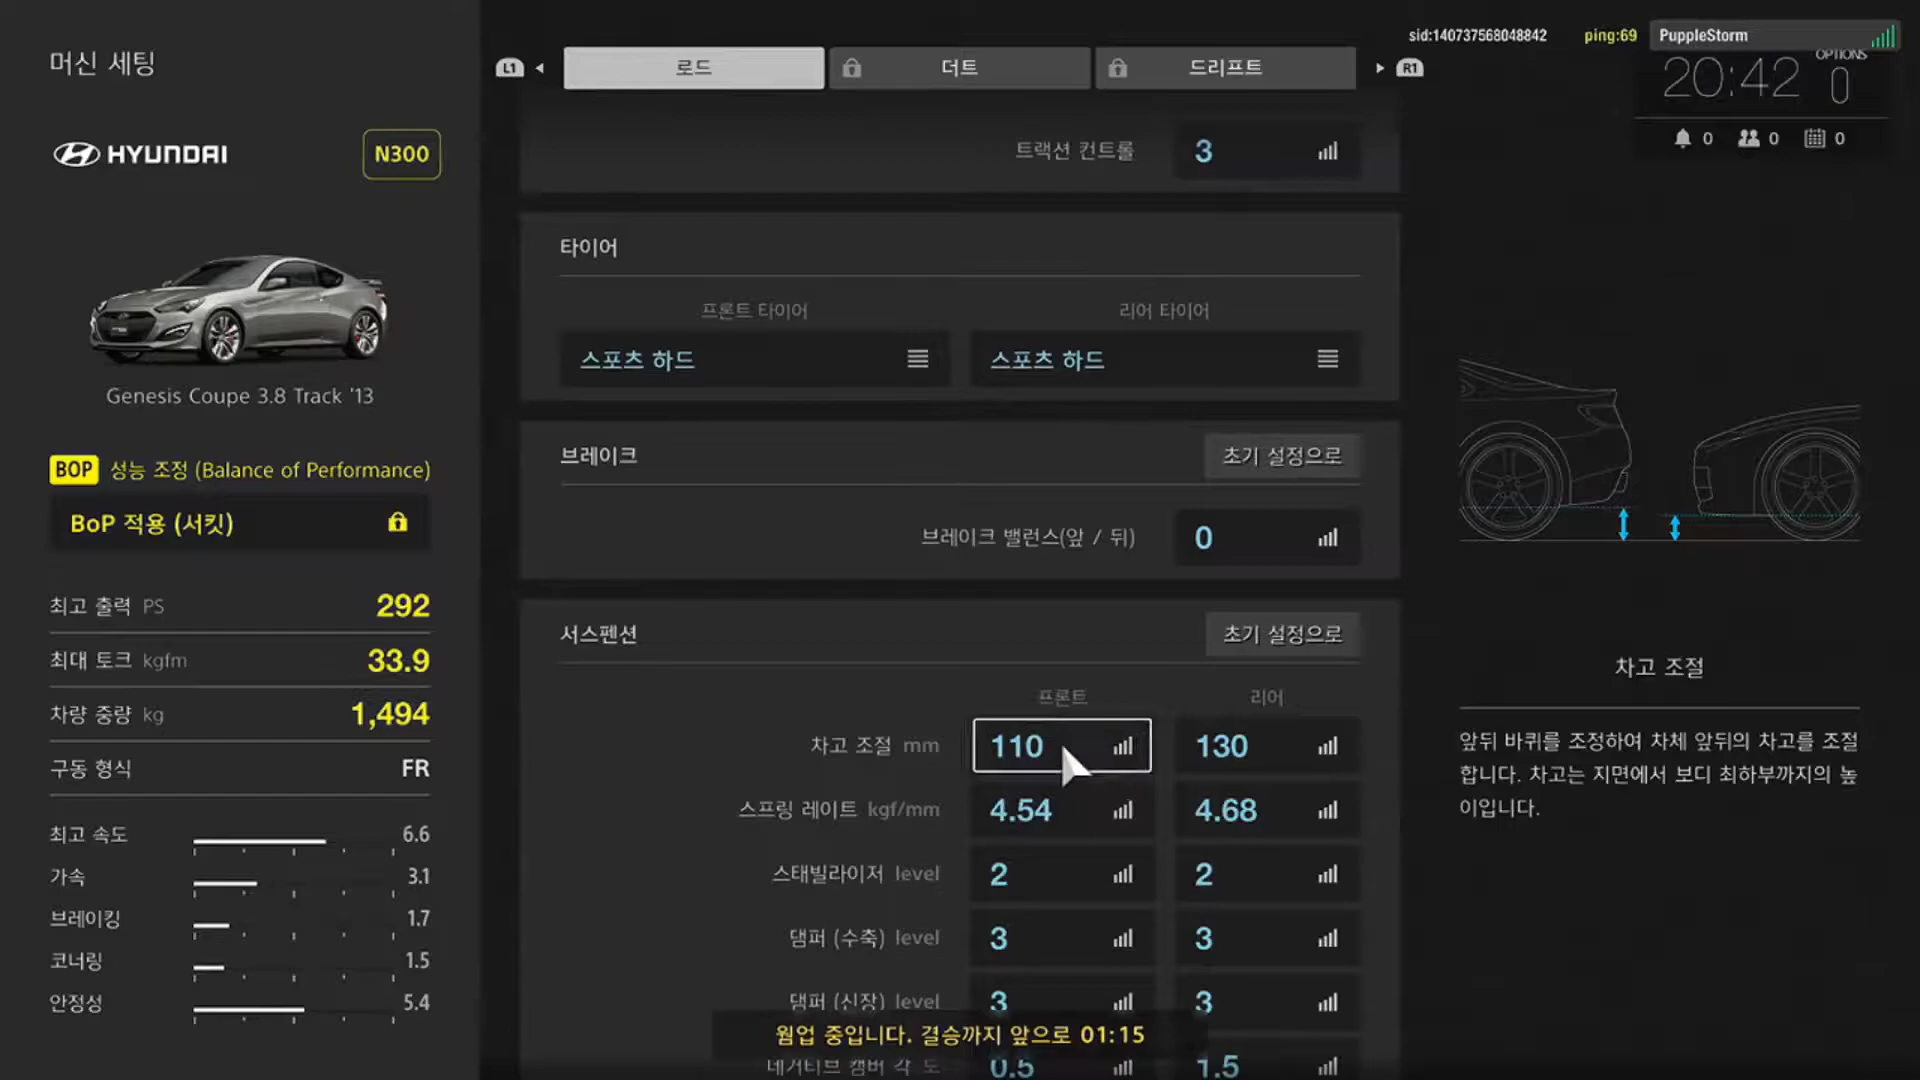 머신 세팅
HYUNDAI
N300
Genesis Coupe 3.8 Track '13
BOP 성능 조정 (Balance of Performance)
BoP 적용 (서킷)
최고 출력 PS 292
최대 토크 kgfm 33.9
차량 중량 kg 1,494
구동 형식 FR
최고 속도 6.6
가속 3.1
브레이킹 1.7
코너링 1.5
안정성 5.4
L1 로드 더트 드리프트 R1
트랙션 컨트롤 3
타이어
프론트 타이어 리어 타이어
스포츠 하드 스포츠 하드
브레이크 초기 설정으로
브레이크 밸런스(앞 / 뒤) 0
서스펜션 초기 설정으로
프론트 리어
차고 조절 mm 110 130
스프링 레이트 kgf/mm 4.54 4.68
스태빌라이저 level 2 2
댐퍼 (수축) level 3 3
댐퍼 (신장) level 3 3
웜업 중입니다. 결승까지 앞으로 01:15
네거티브 캠버 각 도 0.5 1.5
sid:140737568048842 ping:69 PuppleStorm
OPTIONS
20:42
0 0 0
차고 조절
앞뒤 바퀴를 조정하여 차체 앞뒤의 차고를 조절
합니다. 차고는 지면에서 보디 최하부까지의 높
이입니다.